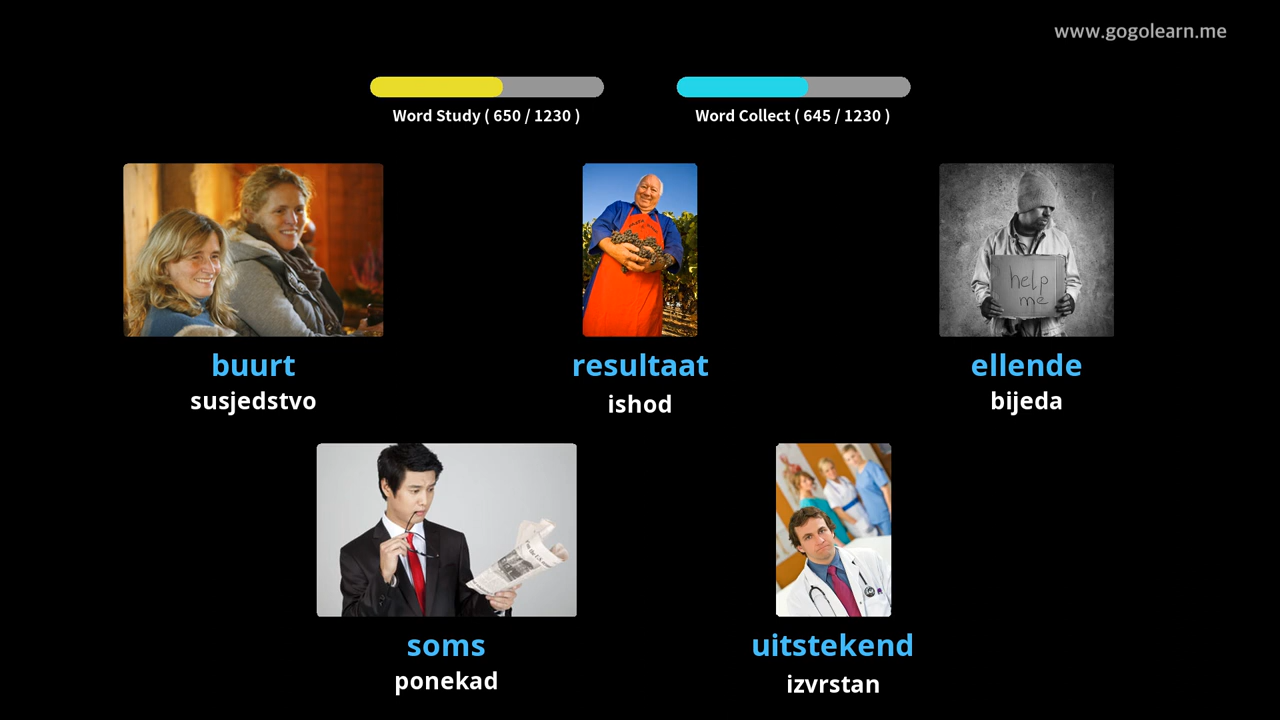 www.gogolearn.me
Word Study ( 650 / 1230 )
Word Collect ( 645 / 1230 )
help
me
buurt
susjedstvo
resultaat
ishod
ellende
bijeda
soms
ponekad
uitstekend
izvrstan